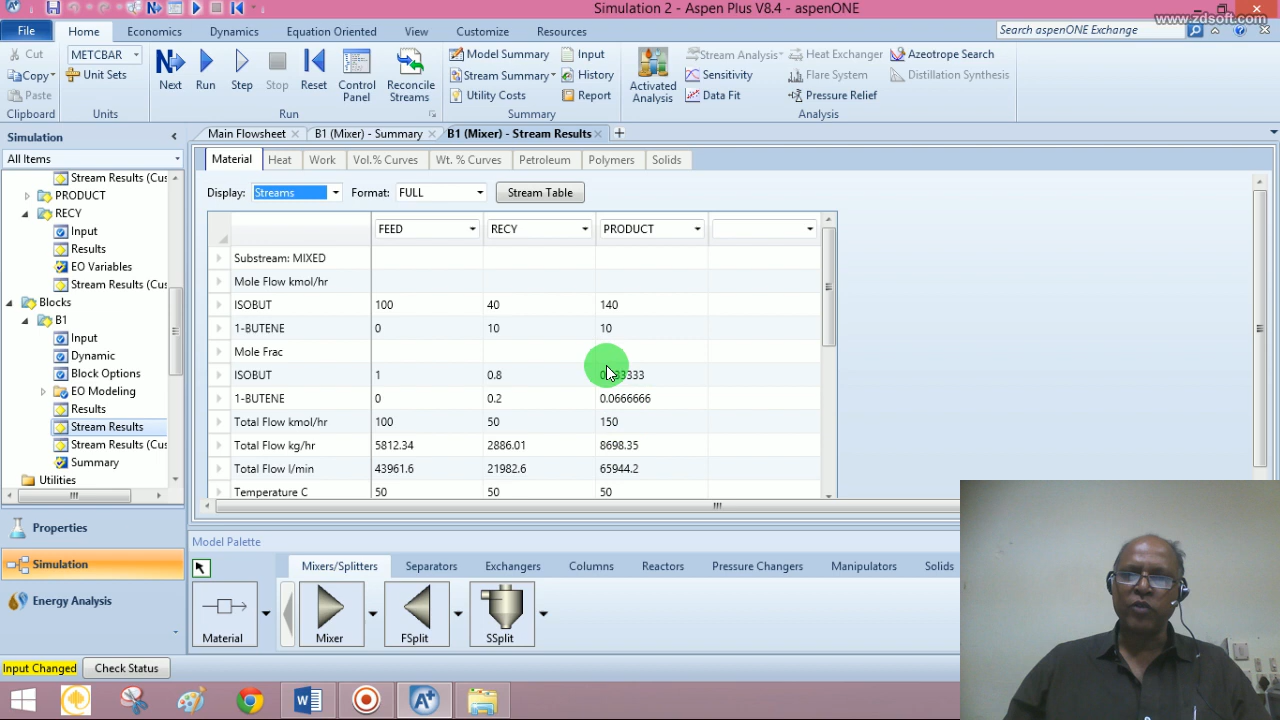 Simulation 2 - Aspen Plus V8.4 - aspenONE
www.zdsoft.com
File Home Economics Dynamics Equation Oriented View Customize Resources Search aspenONE Exchange
Cut METCBAR Model Summary Input Stream Analysis Heat Exchanger Azeotrope Search
Copy Unit Sets Stream Summary History Sensitivity Flare System Distillation Synthesis
Paste Next Run Step Stop Reset Control Panel Reconcile Streams Utility Costs Report Activated Analysis Data Fit Pressure Relief
Clipboard Units Run Summary Analysis
Simulation
All Items
Stream Results (Cus
PRODUCT
RECY
Input
Results
EO Variables
Stream Results (Cus
Blocks
B1
Input
Dynamic
Block Options
EO Modeling
Results
Stream Results
Stream Results (Cus
Summary
Utilities
Properties
Simulation
Energy Analysis
Main Flowsheet B1 (Mixer) - Summary B1 (Mixer) - Stream Results
Material Heat Work Vol.% Curves Wt. % Curves Petroleum Polymers Solids
Display: Streams Format: FULL Stream Table
FEED RECY PRODUCT
Substream: MIXED
Mole Flow kmol/hr
ISOBUT 100 40 140
1-BUTENE 0 10 10
Mole Frac
ISOBUT 1 0.8
1-BUTENE 0 0.2 0.0666666
Total Flow kmol/hr 100 50 150
Total Flow kg/hr 5812.34 2886.01 8698.35
Total Flow l/min 43961.6 21982.6 65944.2
Temperature C 50 50 50
Model Palette
Mixers/Splitters Separators Exchangers Columns Reactors Pressure Changers Manipulators Solids
Material Mixer FSplit SSplit
Input Changed Check Status